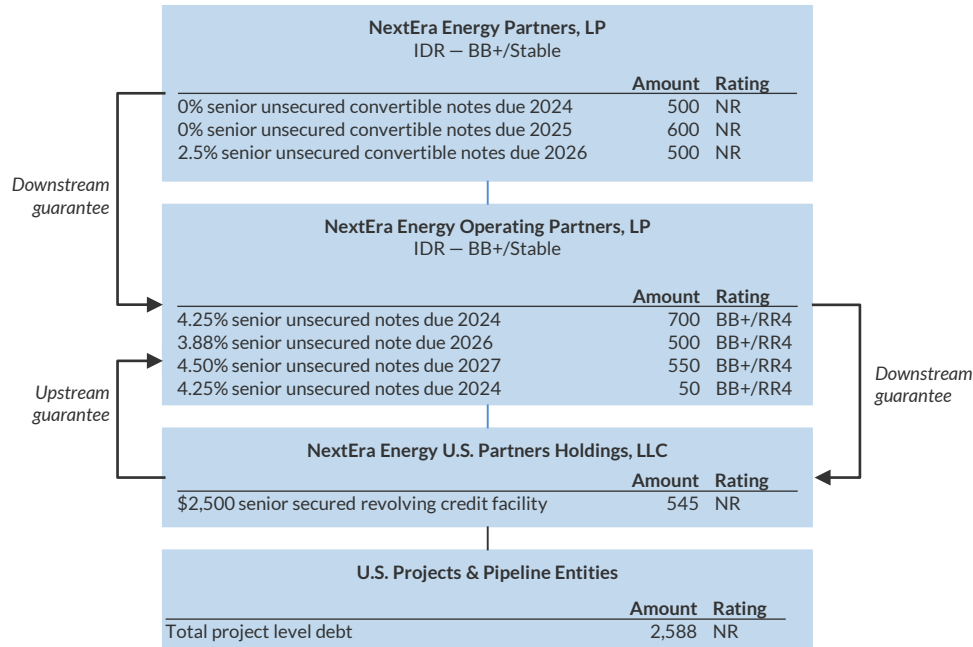 NextEra Energy Partners, LP
IDR — BB+/Stable
Amount Rating
0% senior unsecured convertible notes due 2024 500 NR
0% senior unsecured convertible notes due 2025 600 NR
2.5% senior unsecured convertible notes due 2026 500 NR
Downstream
guarantee
NextEra Energy Operating Partners, LP
IDR — BB+/Stable
Amount Rating
4.25% senior unsecured notes due 2024 700 BB+/RR4
3.88% senior unsecured note due 2026 500 BB+/RR4
4.50% senior unsecured notes due 2027 550 BB+/RR4
4.25% senior unsecured notes due 2024 50 BB+/RR4
Upstream
guarantee
Downstream
guarantee
NextEra Energy U.S. Partners Holdings, LLC
Amount Rating
$2,500 senior secured revolving credit facility 545 NR
U.S. Projects & Pipeline Entities
Amount Rating
Total project level debt 2,588 NR